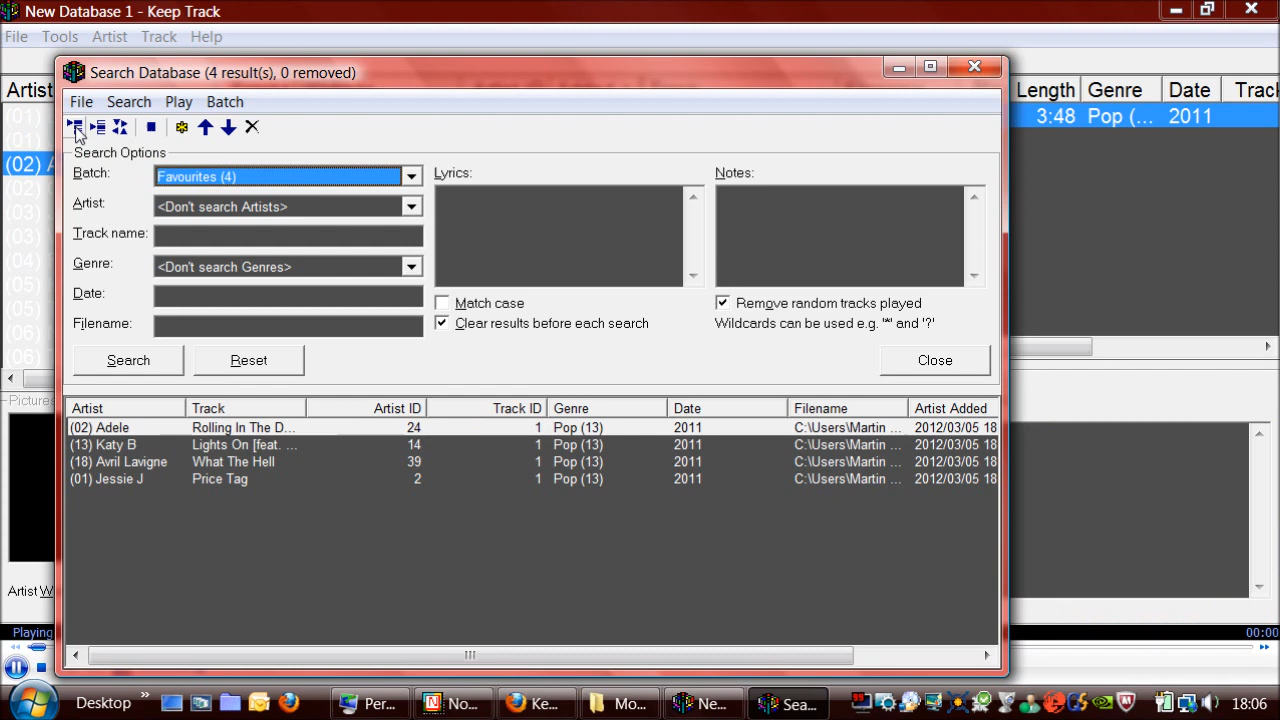 New Database 1 - Keep Track
File Tools Artist Track Help
Artist
Length Genre Date Track
(01)
(01)
(02) A
(02)
(03)
(03)
(04)
(05)
(05)
(06)
(06)
3:48 Pop (... 2011
Search Database (4 result(s), 0 removed)
File Search Play Batch
Search Options
Batch: Favourites (4)
Artist: <Don't search Artists>
Track name:
Genre: <Don't search Genres>
Date:
Filename:
Lyrics:
Notes:
Match case
Clear results before each search
Remove random tracks played
Wildcards can be used e.g. '*' and '?'
Search Reset Close
Artist Track Artist ID Track ID Genre Date Filename Artist Added
(02) Adele Rolling In The D... 24 1 Pop (13) 2011 C:\Users\Martin ... 2012/03/05 18
(13) Katy B Lights On [feat. ... 14 1 Pop (13) 2011 C:\Users\Martin ... 2012/03/05 18
(18) Avril Lavigne What The Hell 39 1 Pop (13) 2011 C:\Users\Martin ... 2012/03/05 18
(01) Jessie J Price Tag 2 1 Pop (13) 2011 C:\Users\Martin ... 2012/03/05 18
Pictures
Artist W
Playing
00:00
Desktop » Per... No... Ke... Mo... Ne... Sea... 18:06